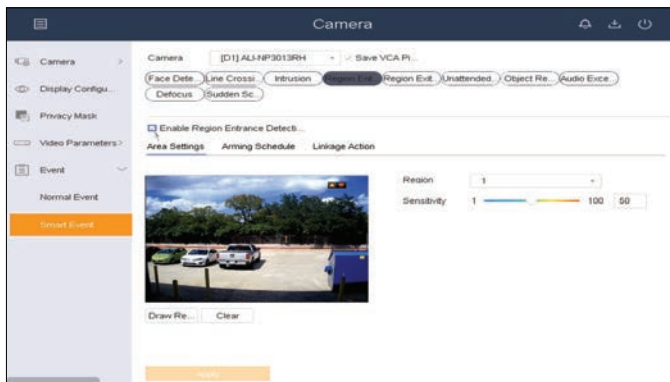 Camera
Camera
[D1] ALI-NP3013RH
Save VCA Pi...
Camera
Face Dete... Line Crossi... Intrusion Region Ent... Region Exit... Unattended... Object Re... Audio Exce...
Defocus Sudden Sc...
Display Configu...
Privacy Mask
Enable Region Entrance Detecti...
Video Parameters
Area Settings Arming Schedule Linkage Action
Event
Region 1
Normal Event
Sensitivity 1 100 50
Smart Event
Draw Re... Clear
Apply